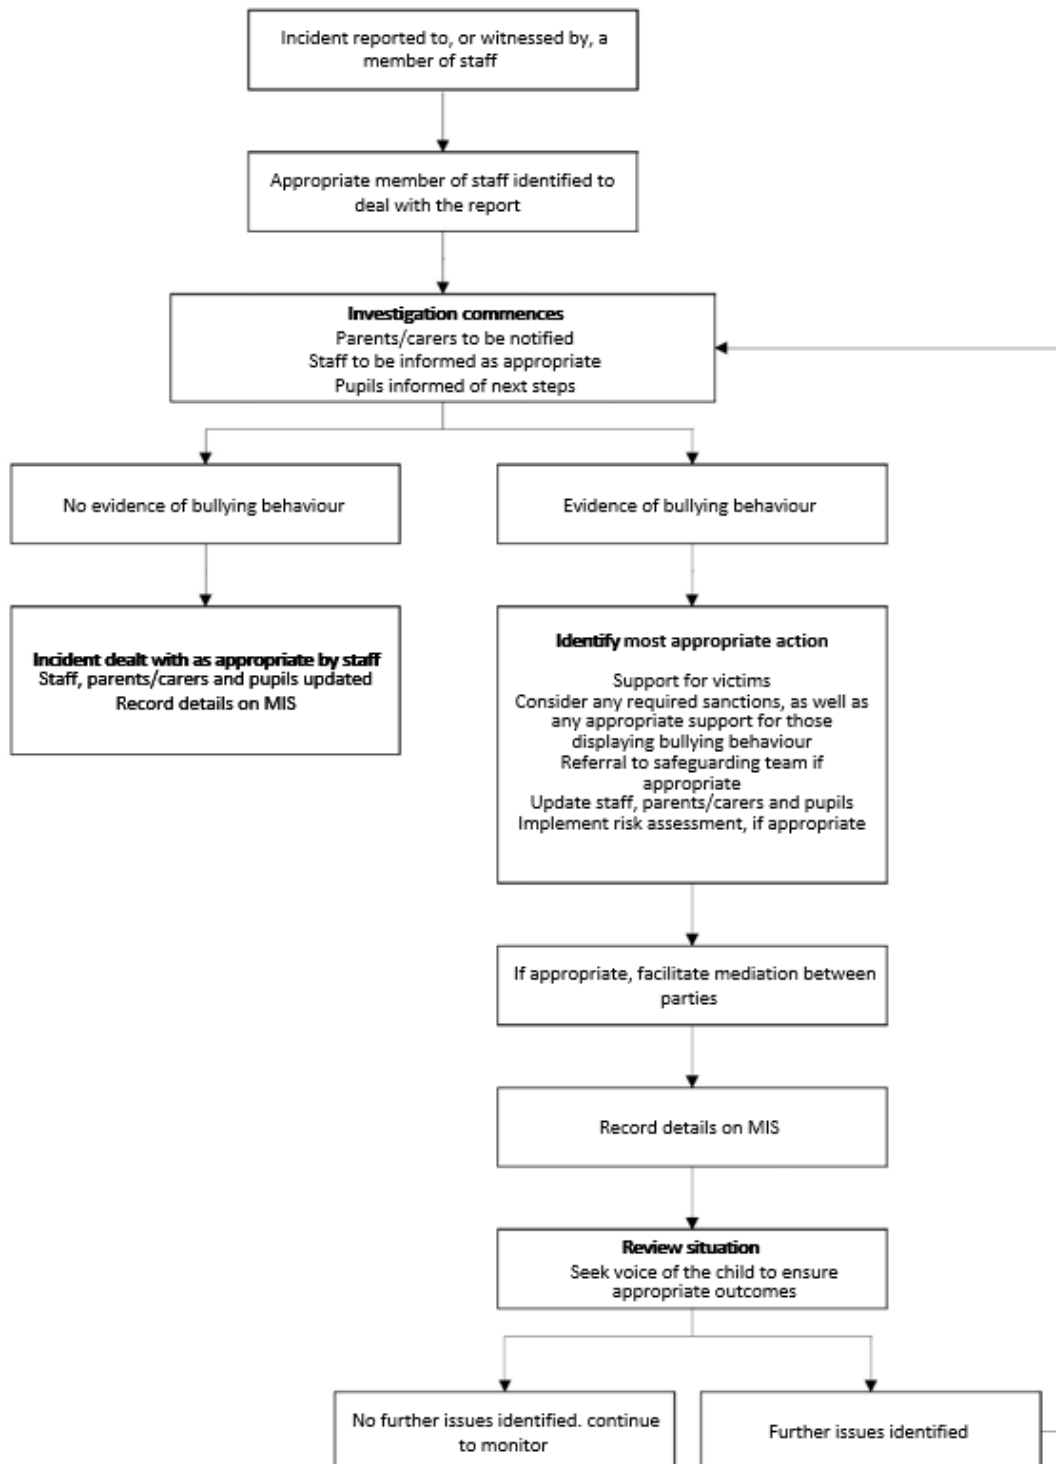 Incident reported to, or witnessed by, a
member of staff
Appropriate member of staff identified to
deal with the report
Investigation commences
Parents/carers to be notified
Staff to be informed as appropriate
Pupils informed of next steps
No evidence of bullying behaviour
Evidence of bullying behaviour
Incident dealt with as appropriate by staff
Staff, parents/carers and pupils updated
Record details on MIS
Identify most appropriate action
Support for victims
Consider any required sanctions, as well as
any appropriate support for those
displaying bullying behaviour
Referral to safeguarding team if
appropriate
Update staff, parents/carers and pupils
Implement risk assessment, if appropriate
If appropriate, facilitate mediation between
parties
Record details on MIS
Review situation
Seek voice of the child to ensure
appropriate outcomes
No further issues identified. continue
to monitor
Further issues identified